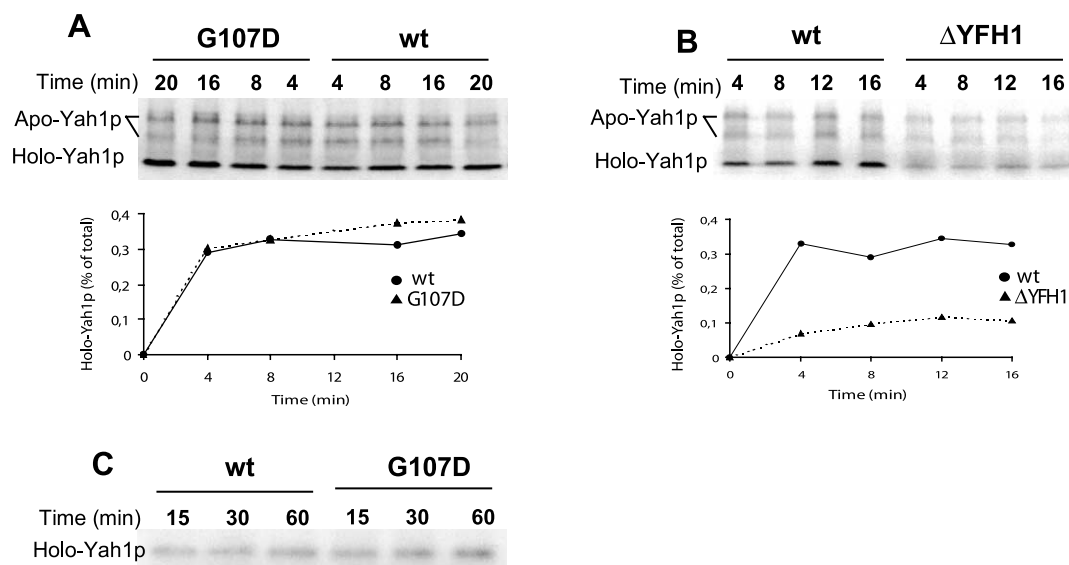 A
G107D wt
Time (min) 20 16 8 4 4 8 16 20
Apo-Yah1p
Holo-Yah1p
Holo-Yah1p (% of total)
0,4
0,3
0,2
0,1
0
wt
G107D
0 4 8 12 16 20
Time (min)
B
wt ΔYFH1
Time (min) 4 8 12 16 4 8 12 16
Apo-Yah1p
Holo-Yah1p
Holo-Yah1p (% of total)
0,4
0,3
0,2
0,1
0
wt
ΔYFH1
0 4 8 12 16
Time (min)
C
wt G107D
Time (min) 15 30 60 15 30 60
Holo-Yah1p